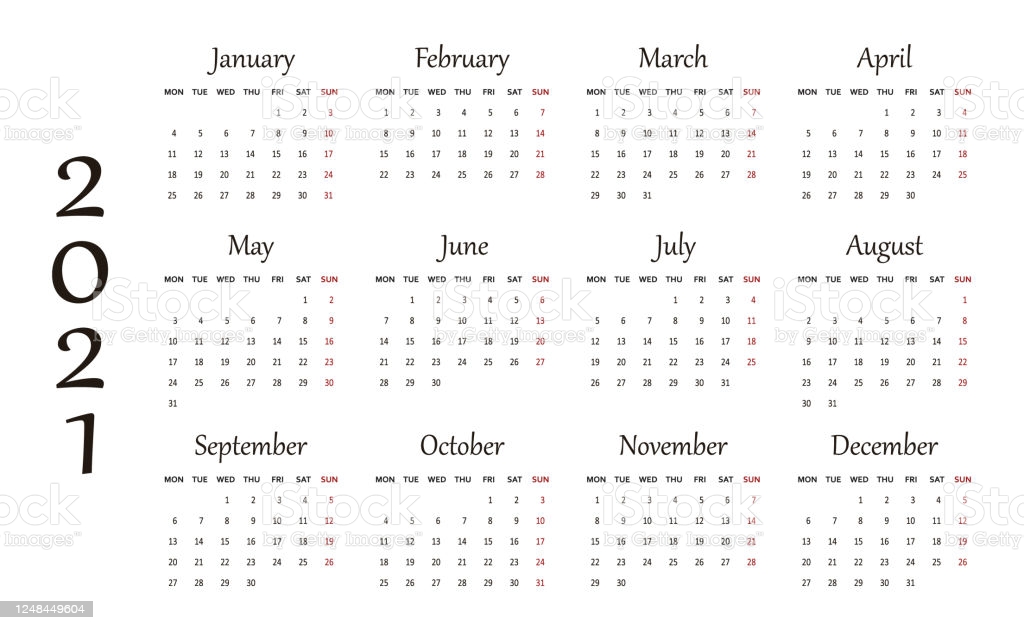 2021
January
MON TUE WED THU FRI SAT SUN
1 2 3
4 5 6 7 8 9 10
11 12 13 14 15 16 17
18 19 20 21 22 23 24
25 26 27 28 29 30 31
February
MON TUE WED THU FRI SAT SUN
1 2 3 4 5 6 7
8 9 10 11 12 13 14
15 16 17 18 19 20 21
22 23 24 25 26 27 28
March
MON TUE WED THU FRI SAT SUN
1 2 3 4 5 6 7
8 9 10 11 12 13 14
15 16 17 18 19 20 21
22 23 24 25 26 27 28
29 30 31
April
MON TUE WED THU FRI SAT SUN
1 2 3 4
5 6 7 8 9 10 11
12 13 14 15 16 17 18
19 20 21 22 23 24 25
26 27 28 29 30
May
MON TUE WED THU FRI SAT SUN
1 2
3 4 5 6 7 8 9
10 11 12 13 14 15 16
17 18 19 20 21 22 23
24 25 26 27 28 29 30
31
June
MON TUE WED THU FRI SAT SUN
1 2 3 4 5 6
7 8 9 10 11 12 13
14 15 16 17 18 19 20
21 22 23 24 25 26 27
28 29 30
July
MON TUE WED THU FRI SAT SUN
1 2 3 4
5 6 7 8 9 10 11
12 13 14 15 16 17 18
19 20 21 22 23 24 25
26 27 28 29 30 31
August
MON TUE WED THU FRI SAT SUN
1
2 3 4 5 6 7 8
9 10 11 12 13 14 15
16 17 18 19 20 21 22
23 24 25 26 27 28 29
30 31
September
MON TUE WED THU FRI SAT SUN
1 2 3 4 5
6 7 8 9 10 11 12
13 14 15 16 17 18 19
20 21 22 23 24 25 26
27 28 29 30
October
MON TUE WED THU FRI SAT SUN
1 2 3
4 5 6 7 8 9 10
11 12 13 14 15 16 17
18 19 20 21 22 23 24
25 26 27 28 29 30 31
November
MON TUE WED THU FRI SAT SUN
1 2 3 4 5 6 7
8 9 10 11 12 13 14
15 16 17 18 19 20 21
22 23 24 25 26 27 28
29 30
December
MON TUE WED THU FRI SAT SUN
1 2 3 4 5
6 7 8 9 10 11 12
13 14 15 16 17 18 19
20 21 22 23 24 25 26
27 28 29 30 31
iStock
by Getty Images™
1248449604